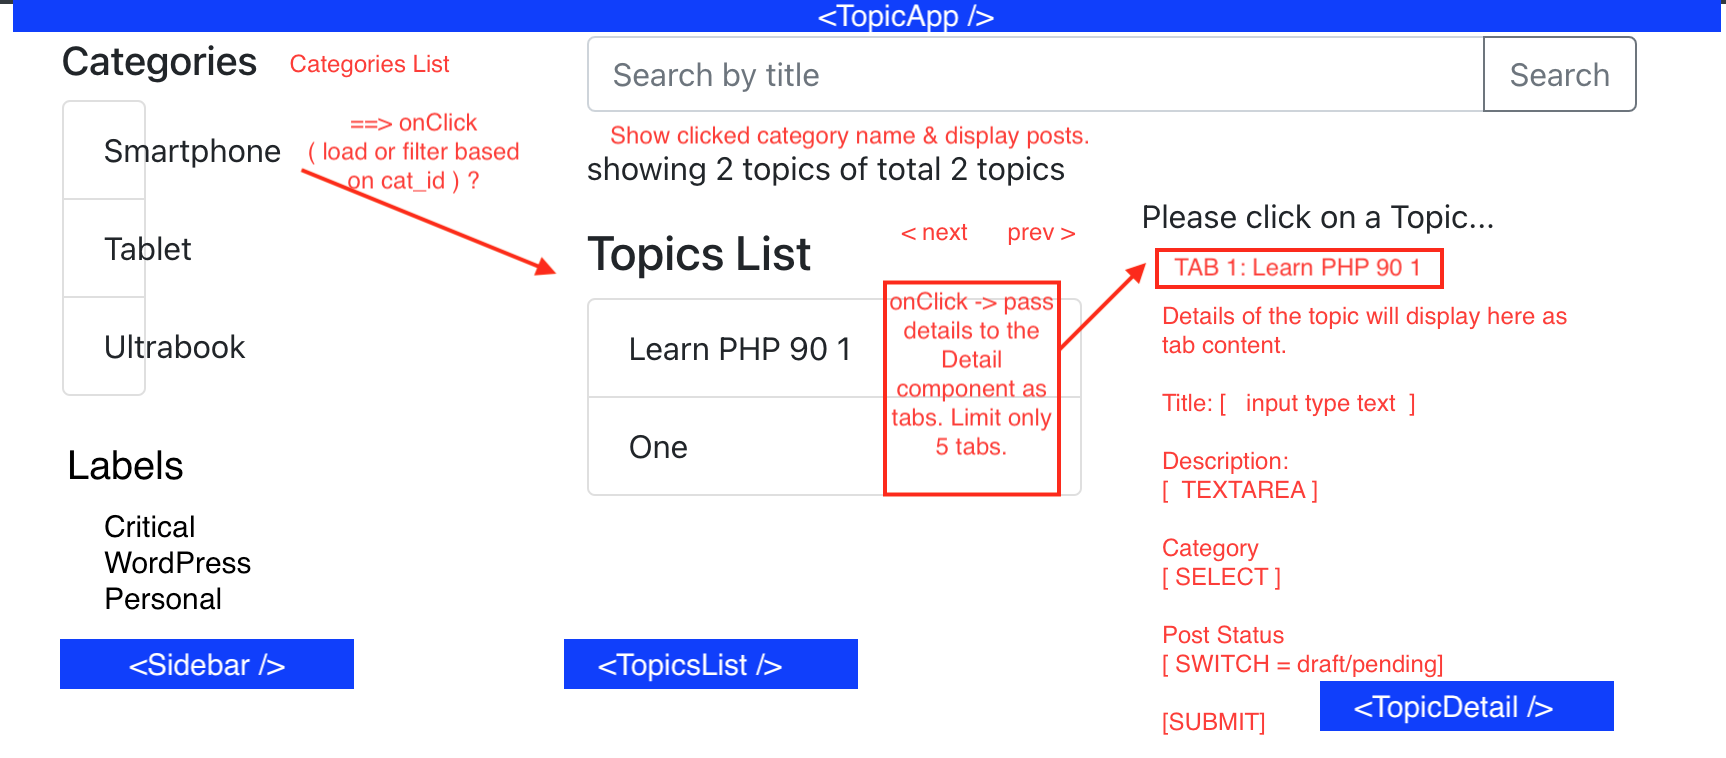 <TopicApp />
Categories
Categories List
Smartphone
==> onClick
( load or filter based
on cat_id ) ?
Tablet
Ultrabook
Labels
Critical
WordPress
Personal
<Sidebar />
Search by title
Search
Show clicked category name & display posts.
showing 2 topics of total 2 topics
Topics List
< next
prev >
Learn PHP 90 1
One
onClick -> pass
details to the
Detail
component as
tabs. Limit only
5 tabs.
<TopicsList />
Please click on a Topic...
TAB 1: Learn PHP 90 1
Details of the topic will display here as
tab content.
Title: [ input type text ]
Description:
[ TEXTAREA ]
Category
[ SELECT ]
Post Status
[ SWITCH = draft/pending]
[SUBMIT]
<TopicDetail />